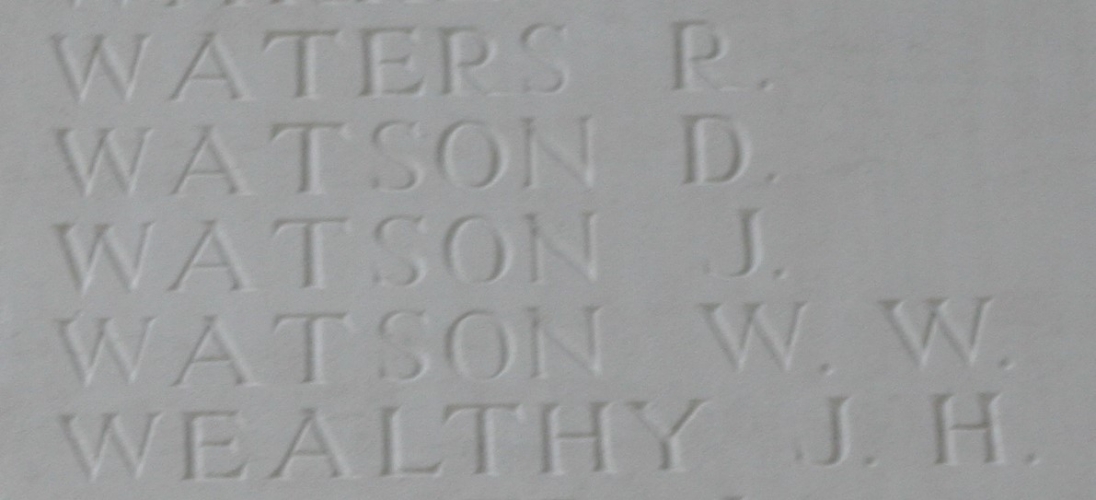 WATERS R.
WATSON D.
WATSON J.
WATSON W. W.
WEALTHY J. H.